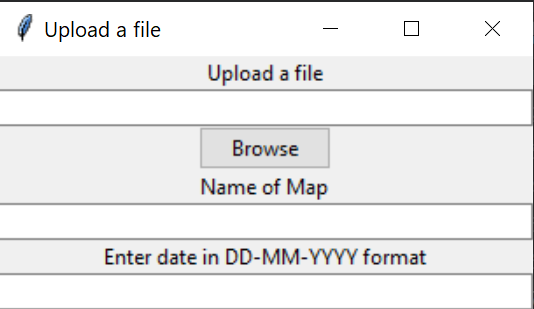 Upload a file
Upload a file
Browse
Name of Map
Enter date in DD-MM-YYYY format